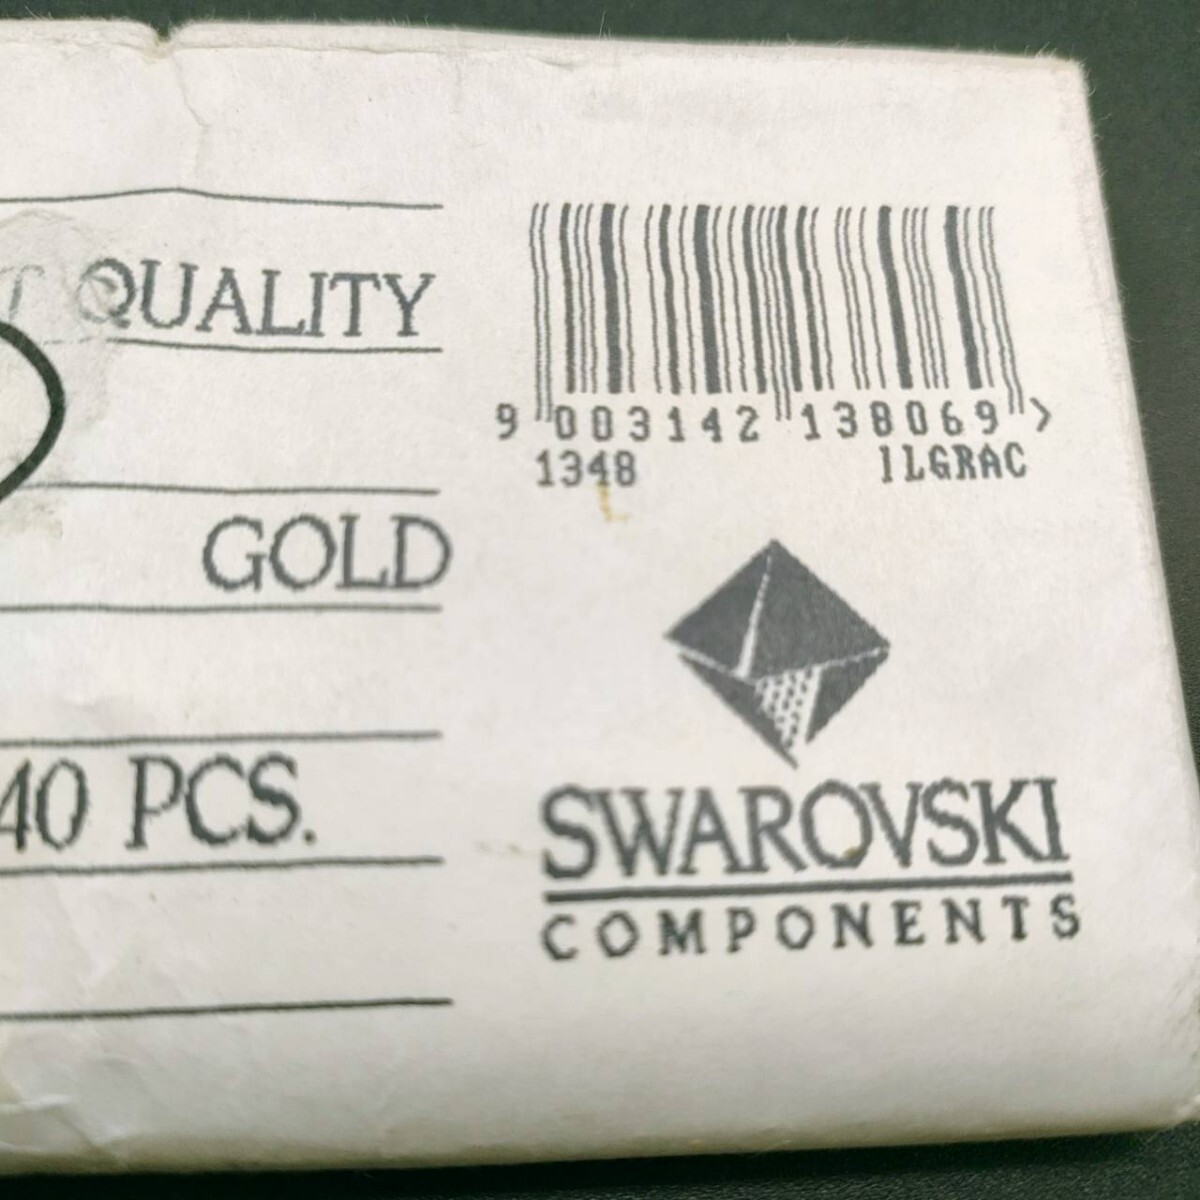 QUALITY
GOLD
40 PCS.
9 003142 138069 >
1348 1LGRAC
SWAROVSKI
COMPONENTS